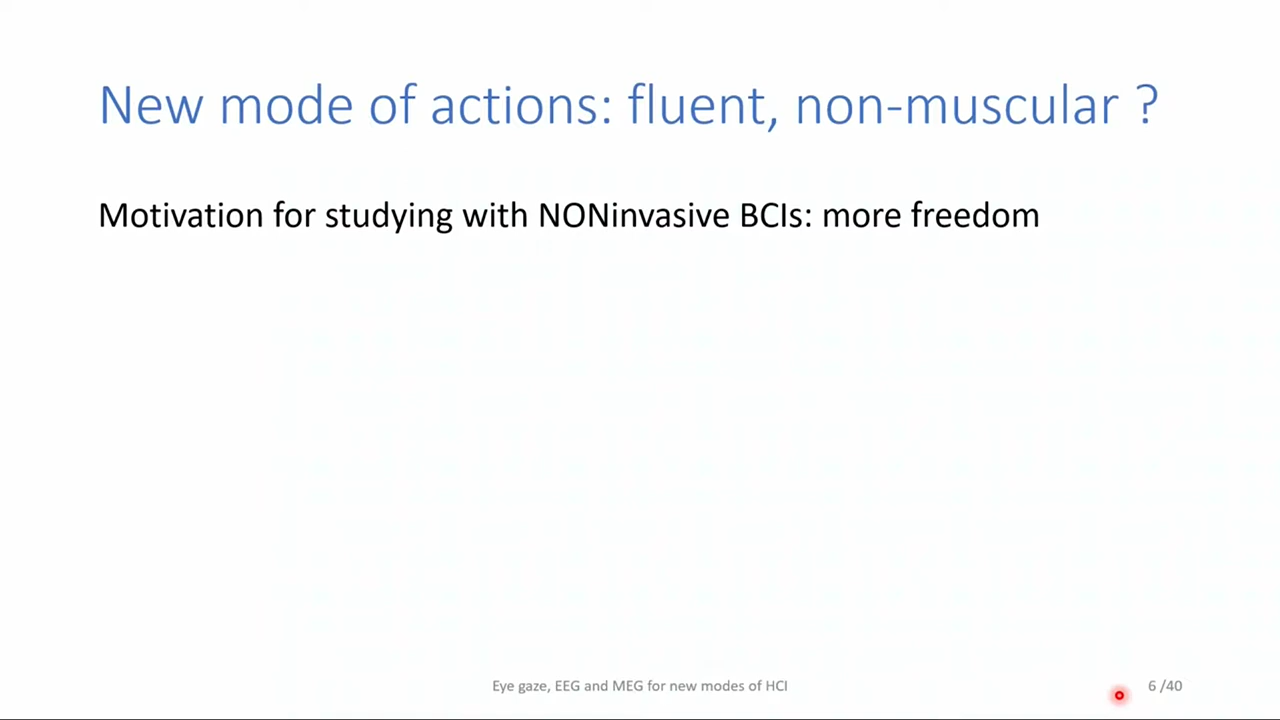 New mode of actions: fluent, non-muscular ?
Motivation for studying with NONinvasive BCIs: more freedom
Eye gaze, EEG and MEG for new modes of HCI
6 /40